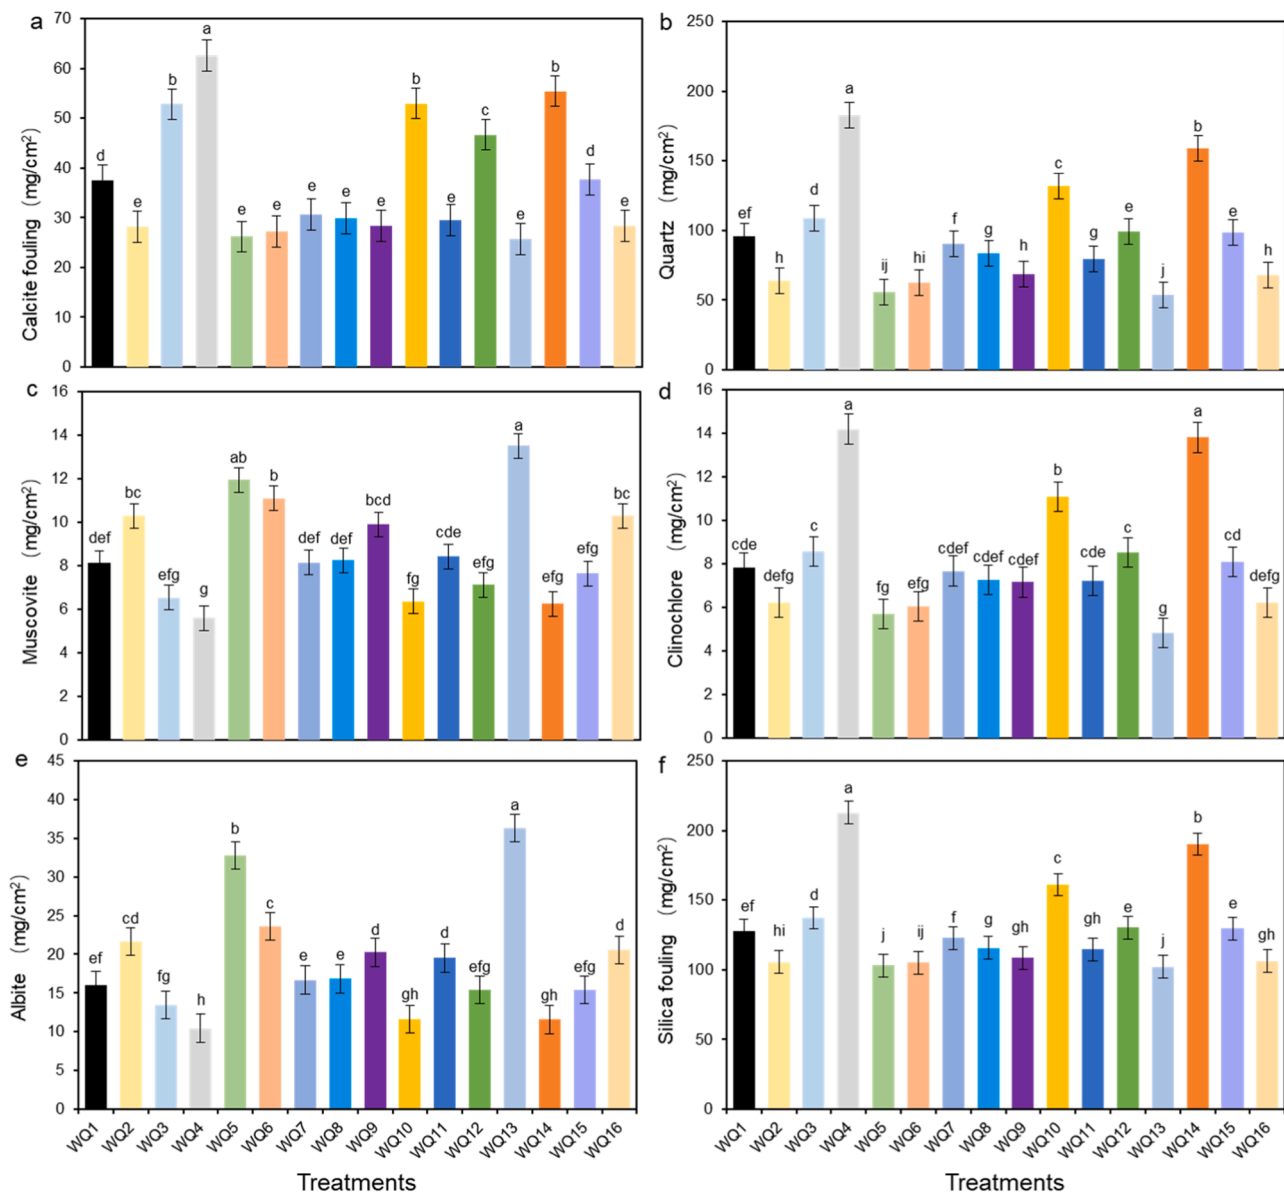 a
Calcite fouling (mg/cm²)
70
60
50
40
30
20
10
0
d e b a e e e e e b e c e b d e
b
Quartz (mg/cm²)
250
200
150
100
50
0
ef h d a ij hi f g h c g e j b e h
c
Muscovite (mg/cm²)
16
14
12
10
8
6
4
2
0
def bc efg g ab b def def bcd fg cde efg a efg efg bc
d
Clinochlore (mg/cm²)
16
14
12
10
8
6
4
2
0
cde defg c a fg efg cdef cdef cdef b cde c g a cd defg
e
Albite (mg/cm²)
45
40
35
30
25
20
15
10
5
0
ef cd fg h b c e e d gh d efg a gh efg d
WQ1 WQ2 WQ3 WQ4 WQ5 WQ6 WQ7 WQ8 WQ9 WQ10 WQ11 WQ12 WQ13 WQ14 WQ15 WQ16
Treatments
f
Silica fouling (mg/cm²)
250
200
150
100
50
0
ef hi d a j ij f g gh c gh e j b e gh
WQ1 WQ2 WQ3 WQ4 WQ5 WQ6 WQ7 WQ8 WQ9 WQ10 WQ11 WQ12 WQ13 WQ14 WQ15 WQ16
Treatments